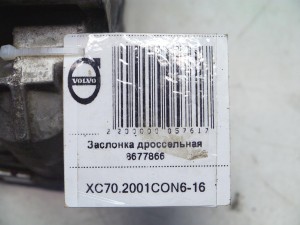 VOLVO
Заслонка дроссельная
8677866
XC70.2001CON6-16